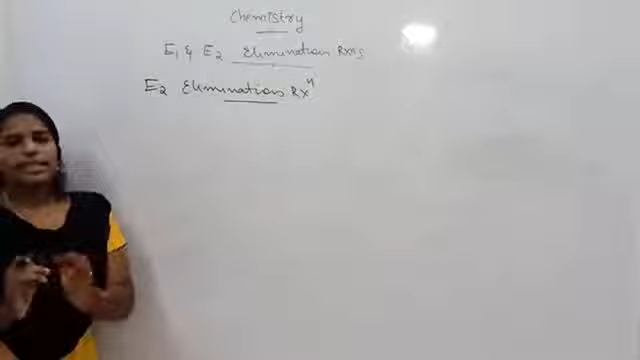 Chemistry
E₁ & E₂ Elimination Rxⁿs
E₂ Elimination Rxⁿ